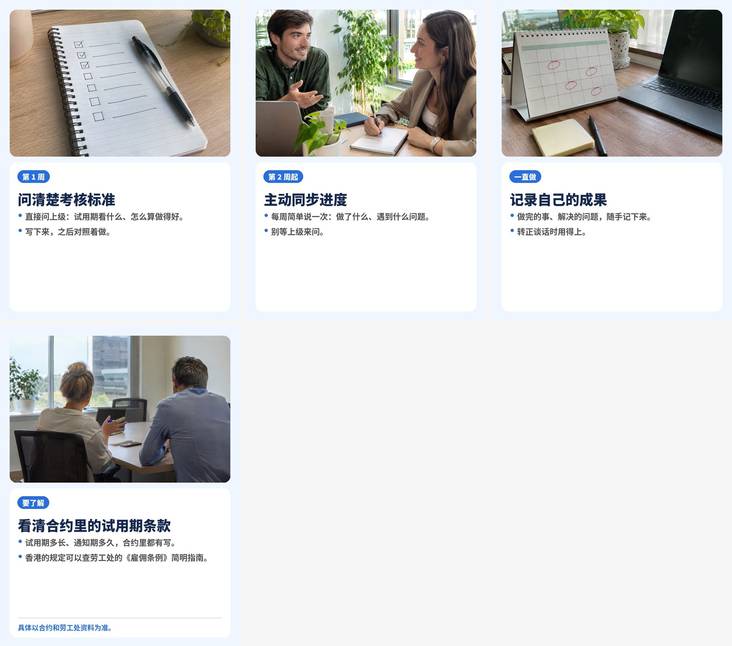 第 1 周
问清楚考核标准
直接问上级：试用期看什么、怎么算做得好。
写下来，之后对照着做。
第 2 周起
主动同步进度
每周简单说一次：做了什么、遇到什么问题。
别等上级来问。
一直做
记录自己的成果
做完的事、解决的问题，随手记下来。
转正谈话时用得上。
要了解
看清合约里的试用期条款
试用期多长、通知期多久，合约里都有写。
香港的规定可以查劳工处的《雇佣条例》简明指南。
具体以合约和劳工处资料为准。